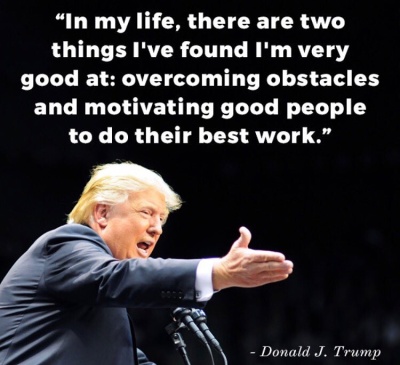 “In my life, there are two
things I've found I'm very
good at: overcoming obstacles
and motivating good people
to do their best work.”
- Donald J. Trump